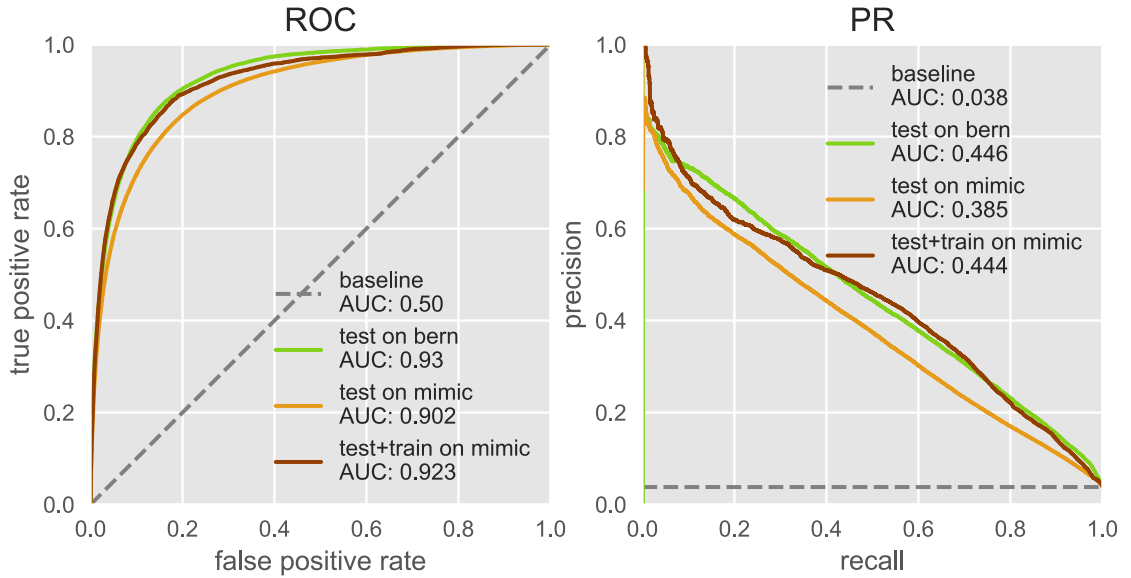 ROC
1.0
0.8
0.6
0.4
0.2
0.0
true positive rate
baseline
AUC: 0.50
test on bern
AUC: 0.93
test on mimic
AUC: 0.902
test+train on mimic
AUC: 0.923
0.0 0.2 0.4 0.6 0.8 1.0
false positive rate
PR
1.0
0.8
0.6
0.4
0.2
0.0
precision
baseline
AUC: 0.038
test on bern
AUC: 0.446
test on mimic
AUC: 0.385
test+train on mimic
AUC: 0.444
0.0 0.2 0.4 0.6 0.8 1.0
recall